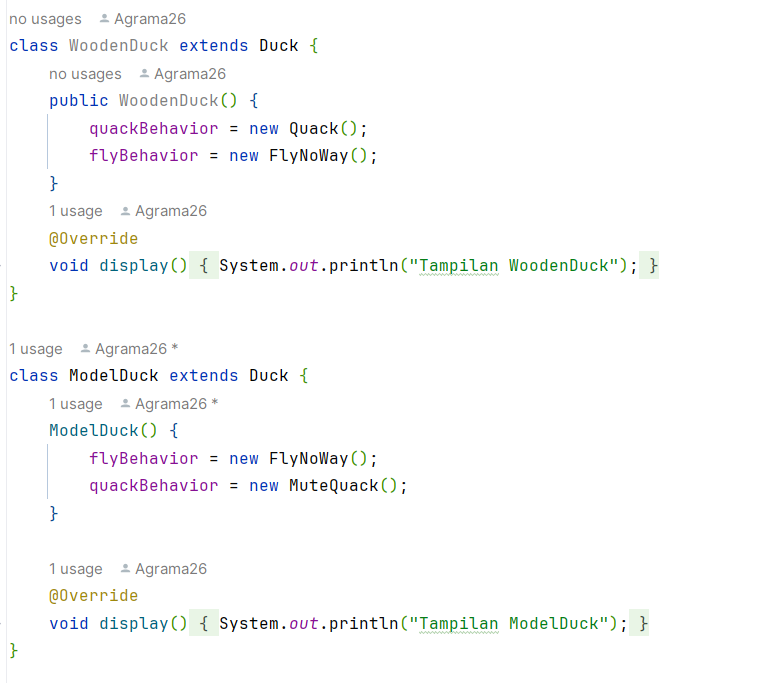 no usages Agrama26
class WoodenDuck extends Duck {
no usages Agrama26
public WoodenDuck() {
quackBehavior = new Quack();
flyBehavior = new FlyNoWay();
}
1 usage Agrama26
@Override
void display() { System.out.println("Tampilan WoodenDuck"); }
}
1 usage Agrama26 *
class ModelDuck extends Duck {
1 usage Agrama26 *
ModelDuck() {
flyBehavior = new FlyNoWay();
quackBehavior = new MuteQuack();
}
1 usage Agrama26
@Override
void display() { System.out.println("Tampilan ModelDuck"); }
}